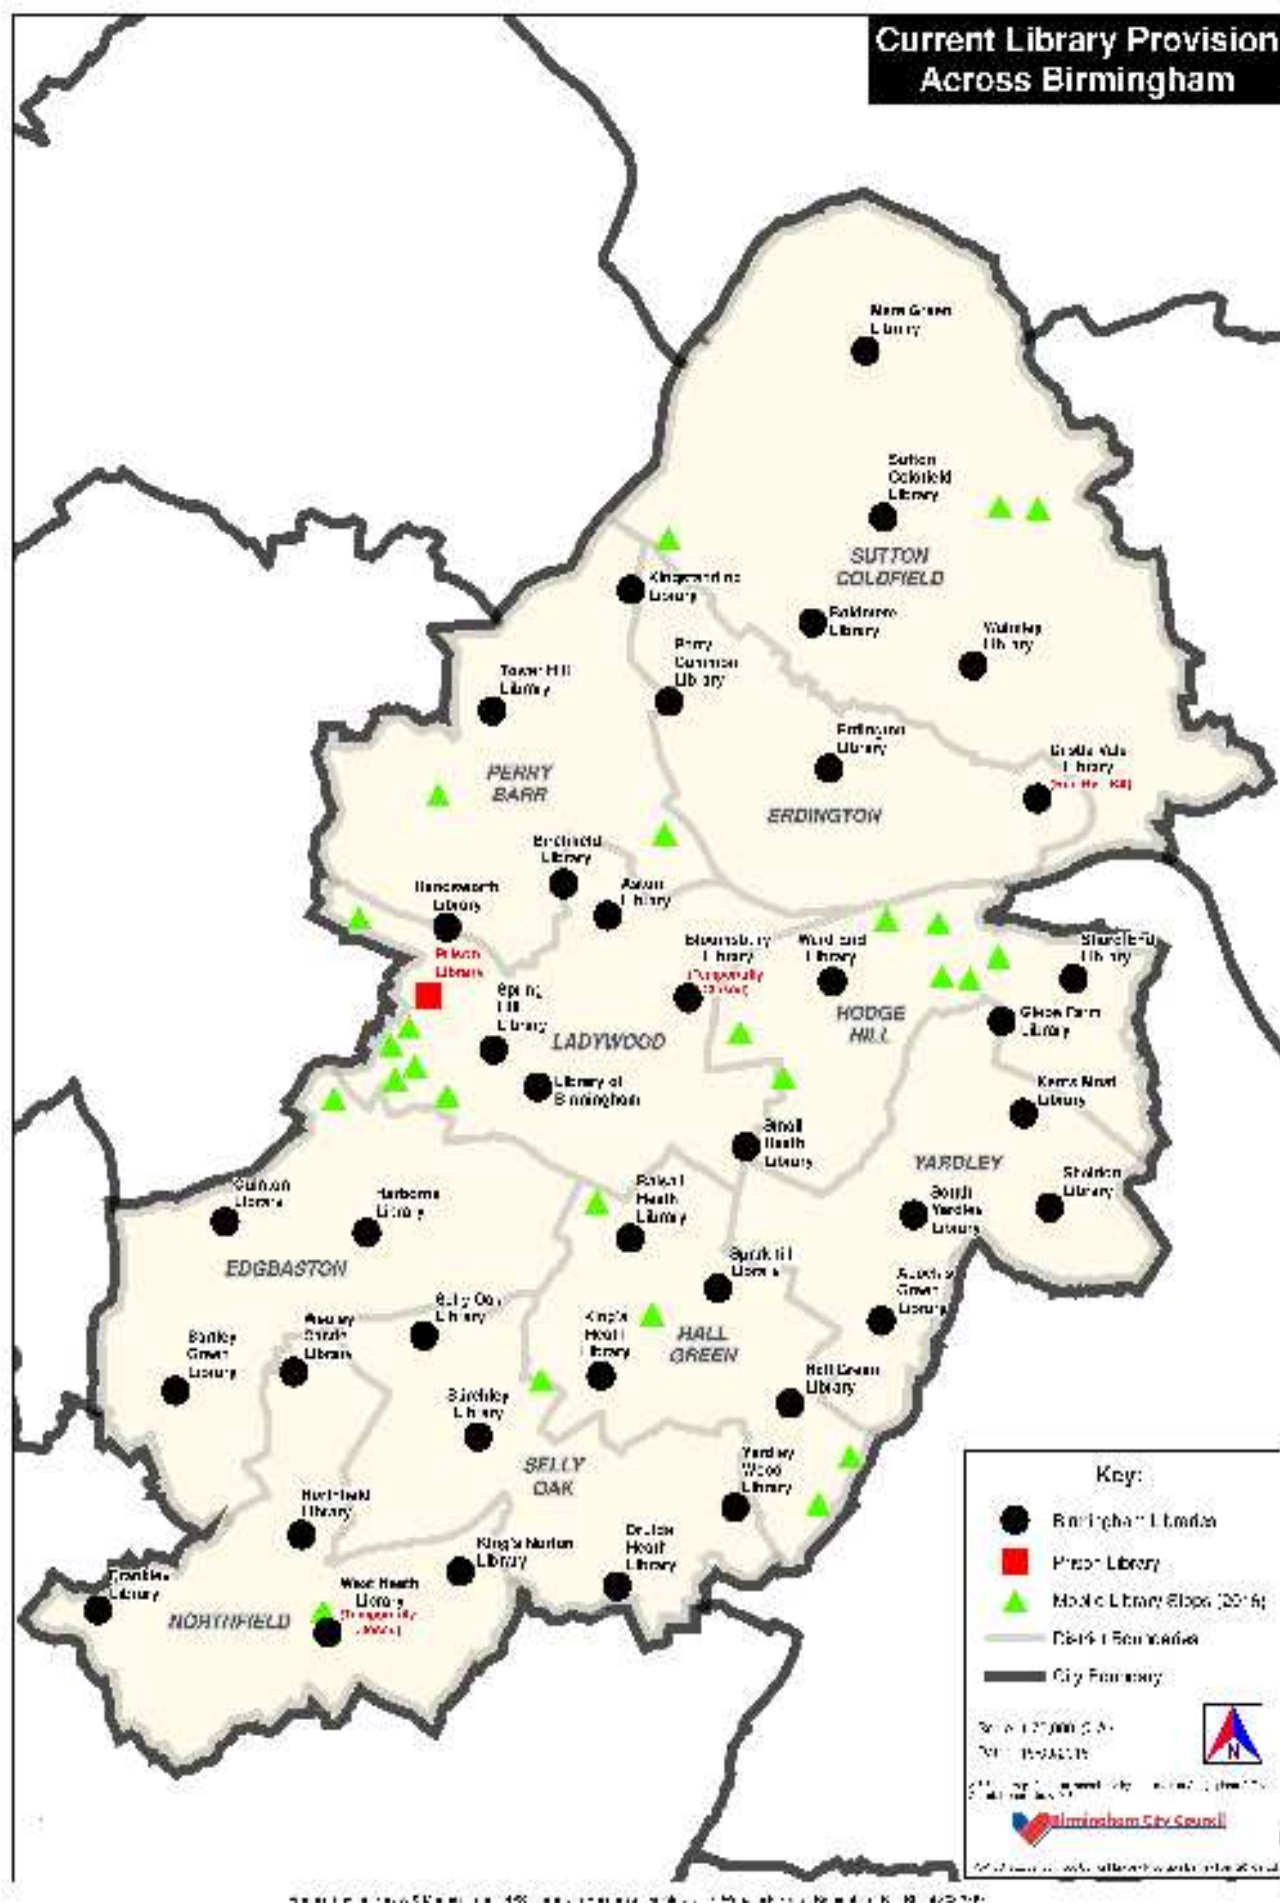 Current Library Provision
Across Birmingham
Mere Green
Library
Sutton
Coldfield
Library
SUTTON
COLDFIELD
Kingstanding
Library
Boldmere
Library
Walmley
Library
Perry
Common
Library
Tower Hill
Library
Erdington
Library
Castle Vale
Library
PERRY
BARR
ERDINGTON
Birchfield
Library
Handsworth
Library
Aston
Library
Prison
Library
Bloomsbury
Library
(Temporarily
Closed)
Ward End
Library
Shard End
Library
Spring
Hill
Library
LADYWOOD
HODGE
HILL
Glebe Farm
Library
Library of
Birmingham
Kents Moat
Library
Small
Heath
Library
YARDLEY
Sheldon
Library
South
Yardley
Library
Quinton
Library
Harborne
Library
Balsall
Heath
Library
EDGBASTON
Sparkhill
Library
Acock's
Green
Library
Selly Oak
Library
Weoley
Castle
Library
Bartley
Green
Library
King's
Heath
Library
HALL
GREEN
Hall Green
Library
Stirchley
Library
SELLY
OAK
Yardley
Wood
Library
Northfield
Library
King's Norton
Library
Druids
Heath
Library
Frankley
Library
West Heath
Library
(Temporarily
Closed)
NORTHFIELD
Key:
Birmingham Libraries
Prison Library
Mobile Library Stops
District Boundaries
City Boundary
N
Birmingham City Council